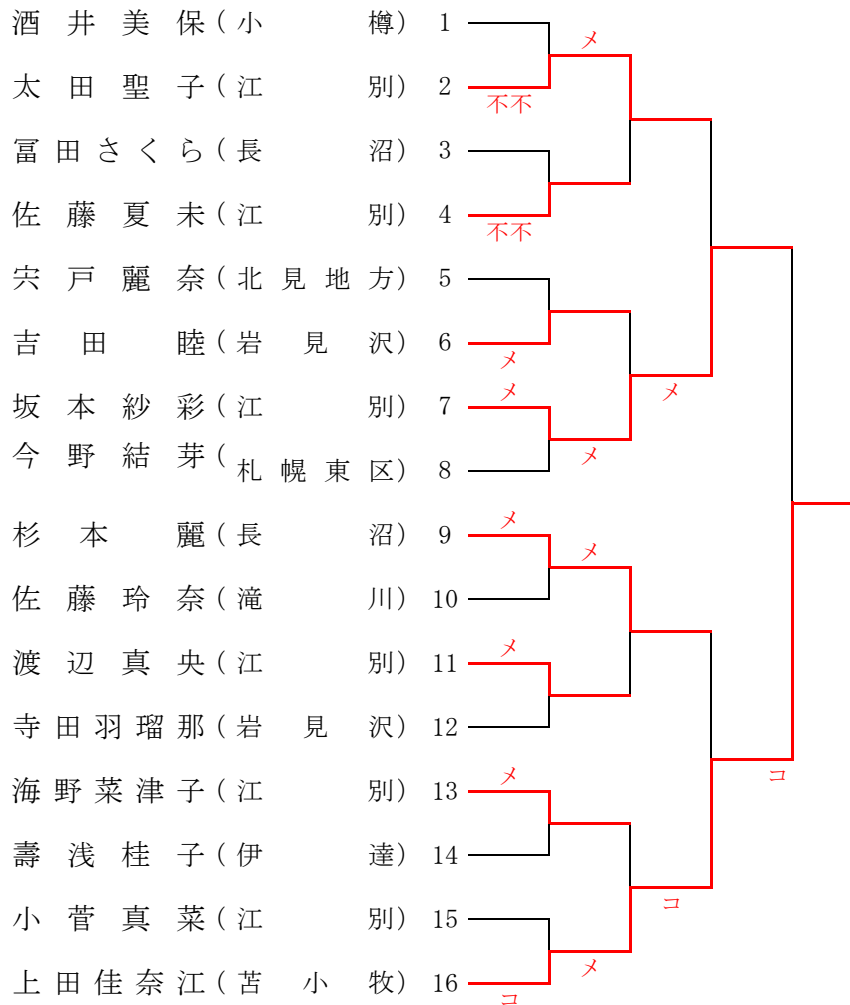 酒井美保(小樽) 1
メ
太田聖子(江別) 2
不不
冨田さくら(長沼) 3
佐藤夏未(江別) 4
不不
宍戸麗奈(北見地方) 5
吉田睦(岩見沢) 6
メ
メ
メ
坂本紗彩(江別) 7
メ
今野結芽(札幌東区) 8
メ
杉本麗(長沼) 9
メ
佐藤玲奈(滝川) 10
メ
渡辺真央(江別) 11
寺田羽瑠那(岩見沢) 12
メ
コ
海野菜津子(江別) 13
壽浅桂子(伊達) 14
コ
小菅真菜(江別) 15
メ
上田佳奈江(苫小牧) 16
コ